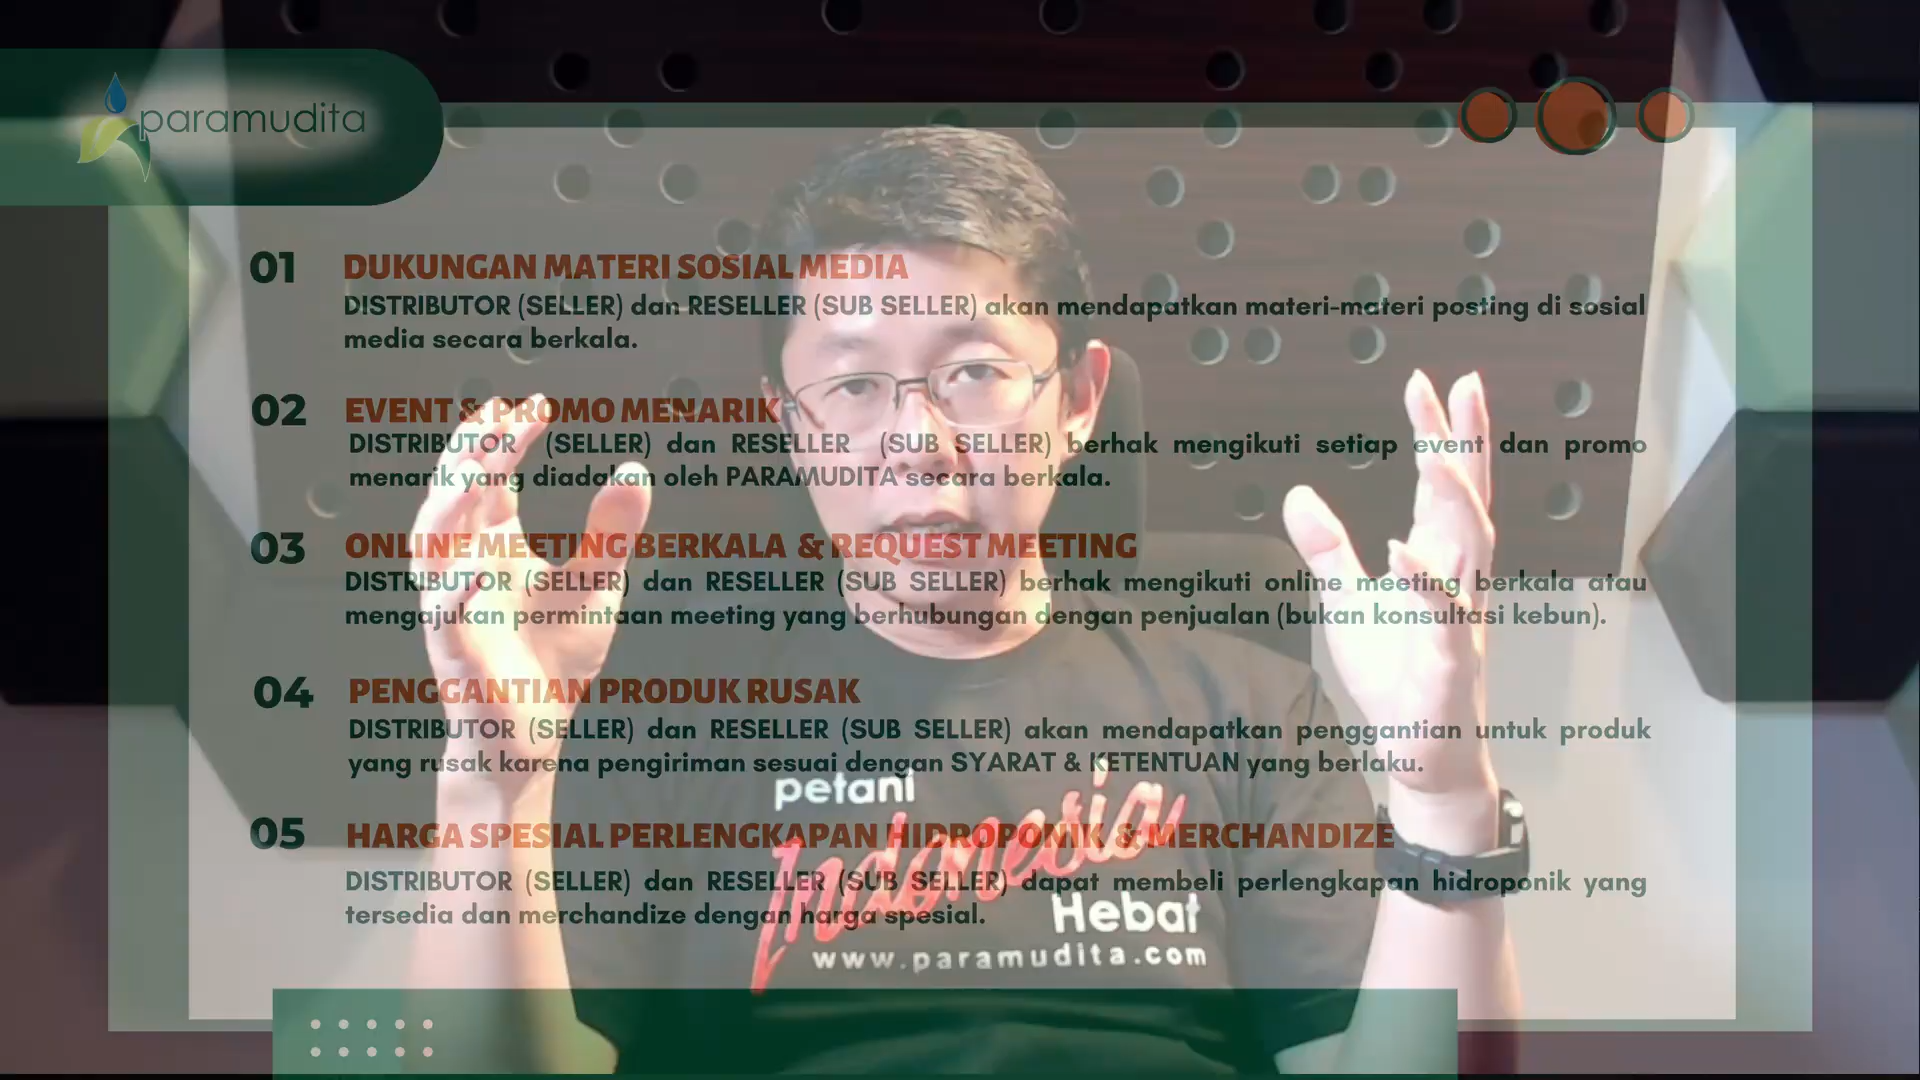 paramudita
01 DUKUNGAN MATERI SOSIAL MEDIA
DISTRIBUTOR (SELLER) dan RESELLER (SUB SELLER) akan mendapatkan materi-materi posting di sosial
media secara berkala.
02 EVENT & PROMO MENARIK
DISTRIBUTOR (SELLER) dan RESELLER (SUB SELLER) berhak mengikuti setiap event dan promo
menarik yang diadakan oleh PARAMUDITA secara berkala.
03 ONLINE MEETING BERKALA & REQUEST MEETING
DISTRIBUTOR (SELLER) dan RESELLER (SUB SELLER) berhak mengikuti online meeting berkala atau
mengajukan permintaan meeting yang berhubungan dengan penjualan (bukan konsultasi kebun).
04 PENGGANTIAN PRODUK RUSAK
DISTRIBUTOR (SELLER) dan RESELLER (SUB SELLER) akan mendapatkan penggantian untuk produk
yang rusak karena pengiriman sesuai dengan SYARAT & KETENTUAN yang berlaku.
05 HARGA SPESIAL PERLENGKAPAN HIDROPONIK & MERCHANDIZE
DISTRIBUTOR (SELLER) dan RESELLER (SUB SELLER) dapat membeli perlengkapan hidroponik yang
tersedia dan merchandize dengan harga spesial.
petani
Indonesia
Hebat
www.paramudita.com